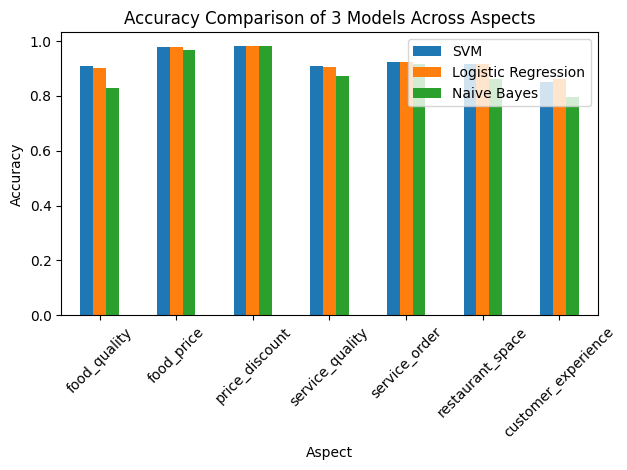 Accuracy Comparison of 3 Models Across Aspects
SVM
Logistic Regression
Naive Bayes
Accuracy
1.0
0.8
0.6
0.4
0.2
0.0
food_quality
food_price
price_discount
service_quality
service_order
restaurant_space
customer_experience
Aspect